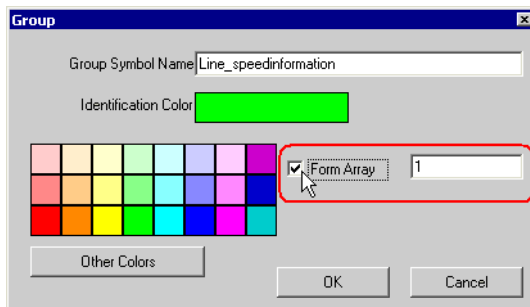 Group
Group Symbol Name Line_speedinformation
Identification Color
Form Array 1
Other Colors
OK Cancel